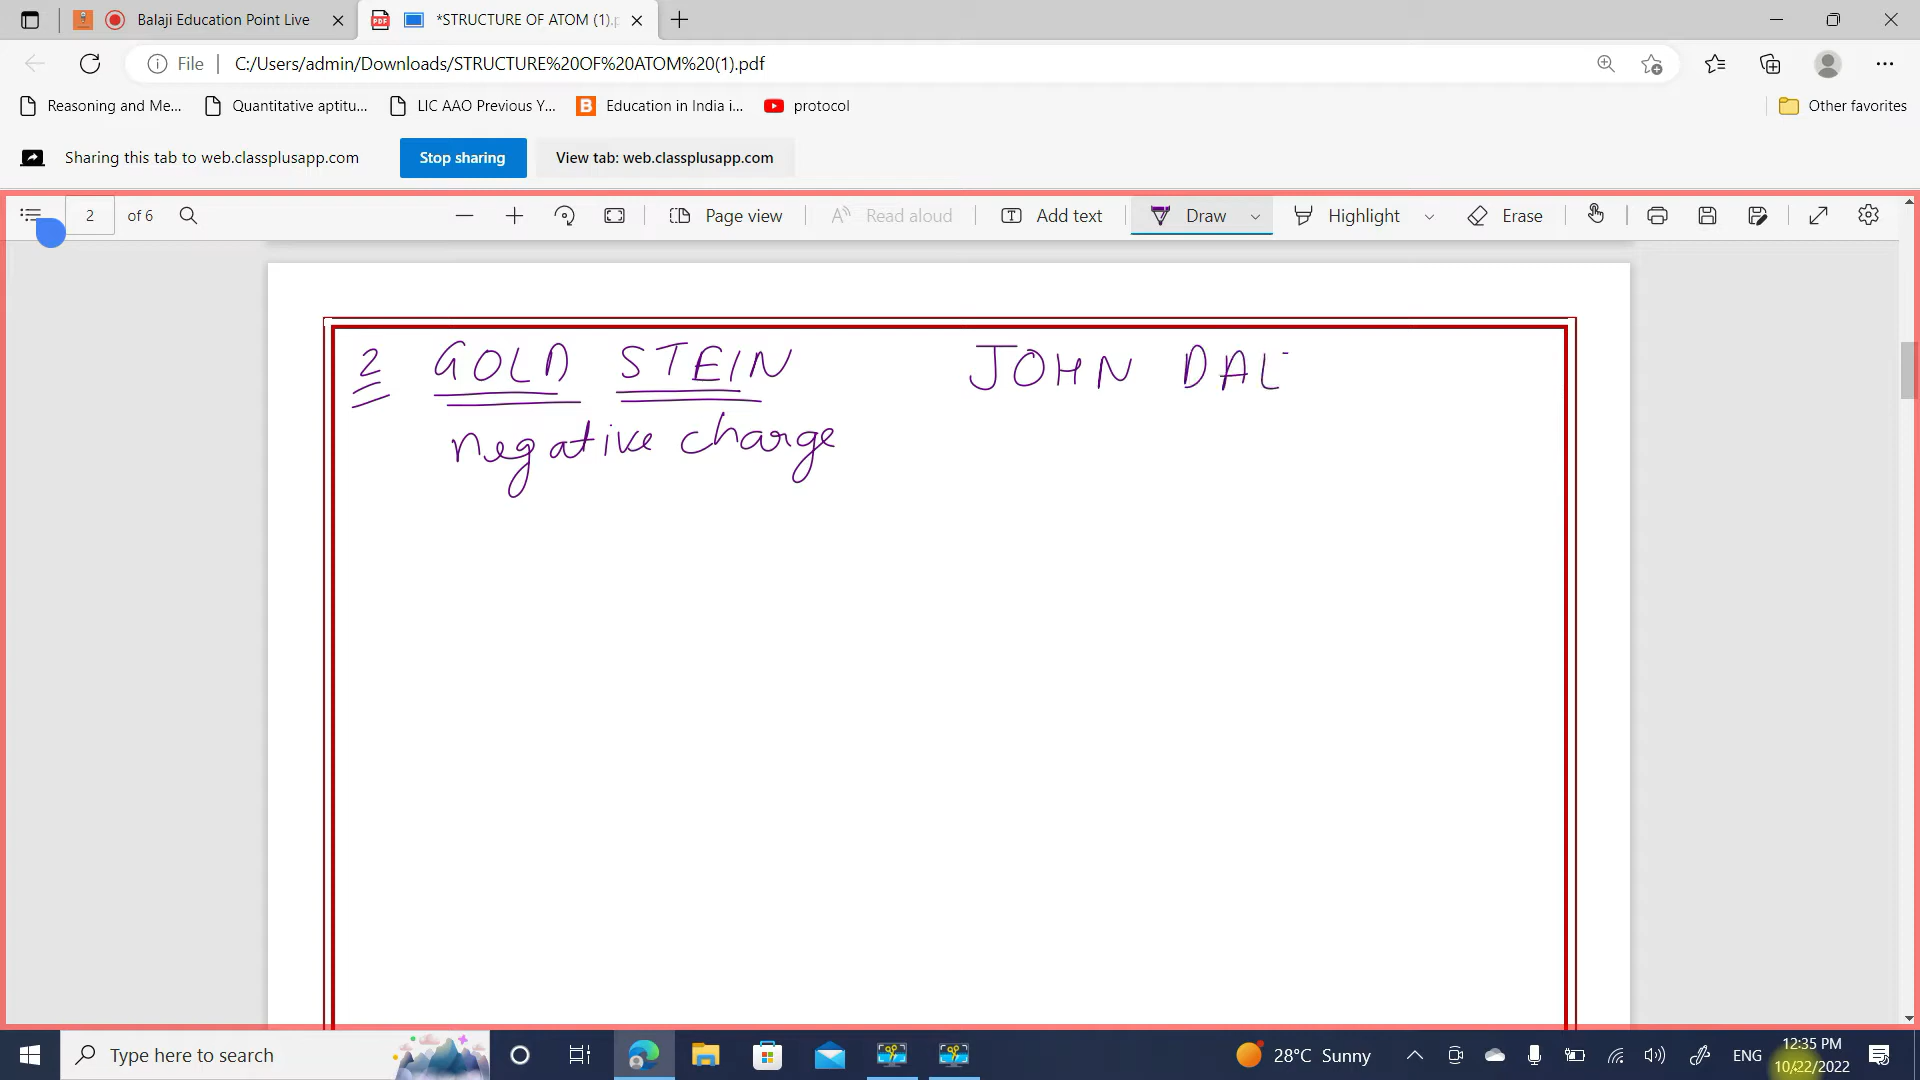 Balaji Education Point Live
*STRUCTURE OF ATOM (1).p
File
C:/Users/admin/Downloads/STRUCTURE%20OF%20ATOM%20(1).pdf
Reasoning and Me...
Quantitative aptitu...
LIC AAO Previous Y...
Education in India i...
protocol
Other favorites
Sharing this tab to web.classplusapp.com
Stop sharing
View tab: web.classplusapp.com
2 of 6
Page view
Read aloud
Add text
Draw
Highlight
Erase
2 GOLD STEIN JOHN DAL
negative charge
Type here to search
28°C Sunny
ENG
12:35 PM
10/22/2022